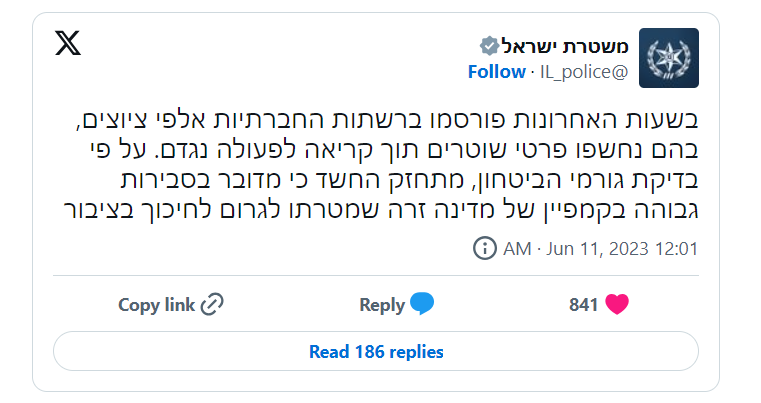 משטרת ישראל
@IL_police · Follow
בשעות האחרונות פורסמו ברשתות החברתיות אלפי ציוצים,
בהם נחשפו פרטי שוטרים תוך קריאה לפעולה נגדם. על פי
בדיקת גורמי הביטחון, מתחזק החשד כי מדובר בסבירות
גבוהה בקמפיין של מדינה זרה שמטרתו לגרום לחיכוך בציבור
12:01 AM · Jun 11, 2023
841 Reply Copy link
Read 186 replies